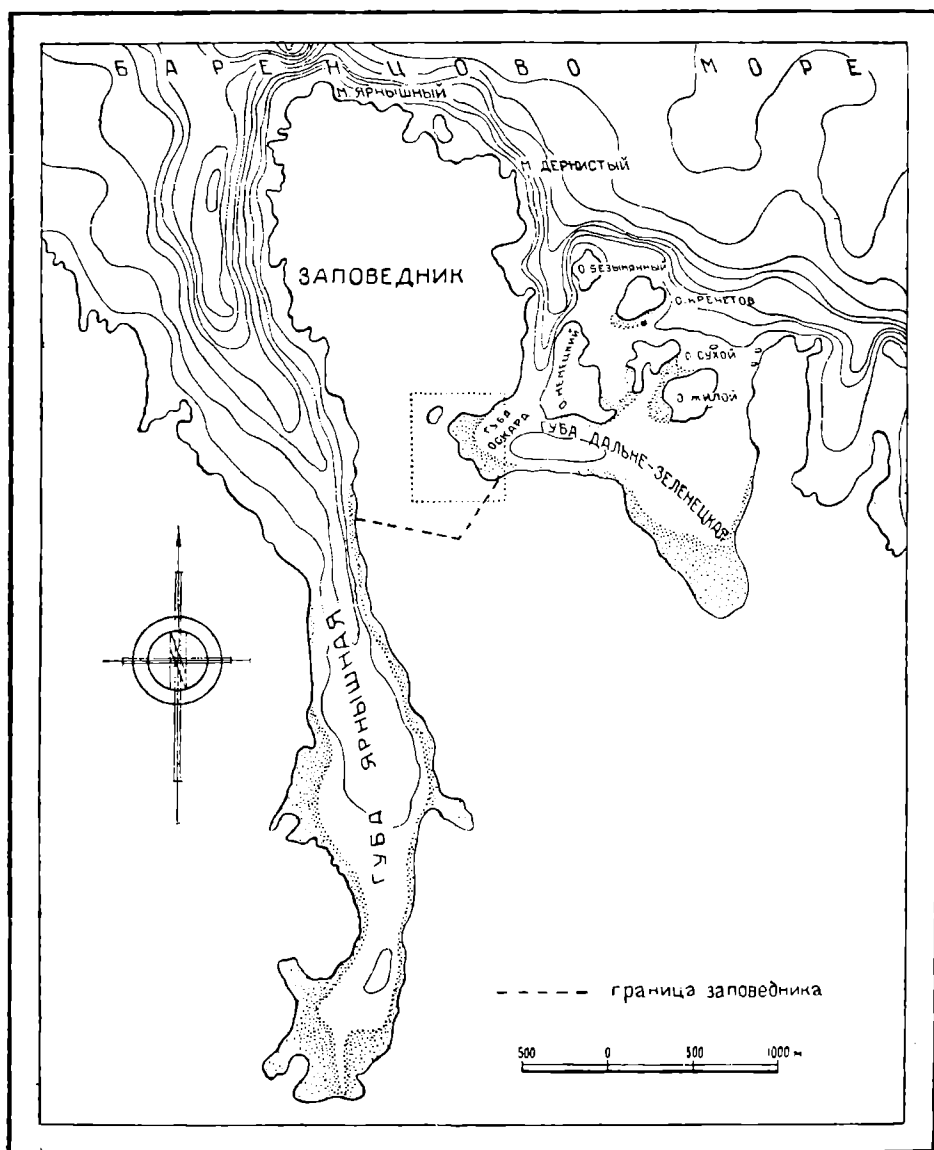 БАРЕНЦОВО МОРЕ
М. ЯРНЫШНЫЙ
М. ДЕРНИСТЫЙ
О БЕЗЫМЯННЫЙ
ЗАПОВЕДНИК
О. КРЕЧЕТОВ
О НЕМЕЦКИЙ
О СУХОЙ
О ЖИЛОЙ
ГУБА ОСКАРА
ГУБА ДАЛЬНЕ-ЗЕЛЕНЕЦКАЯ
ГУБА ЯРНЫШНАЯ
граница заповедника
500 0 500 1000 м